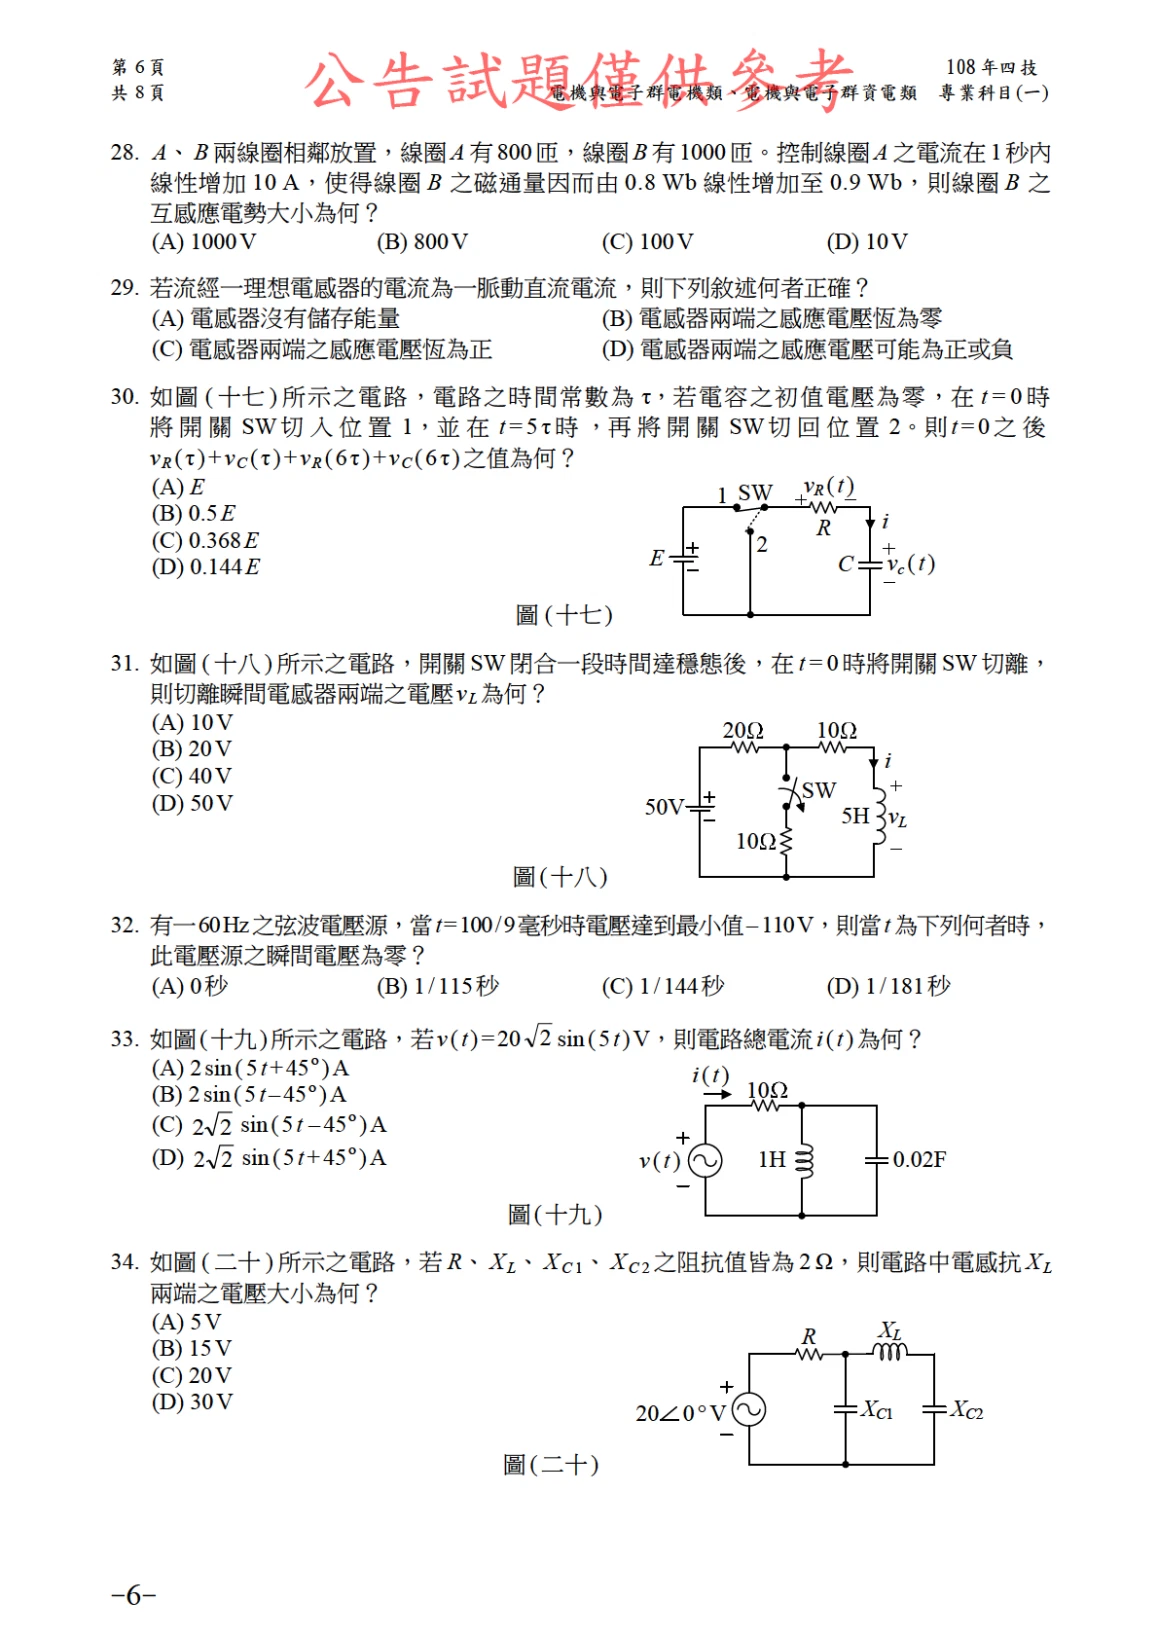 第 6 頁
共 8 頁
公告試題僅供參考
108 年四技
電機與電子群電機類、電機與電子群資電類 專業科目(一)
28. A、B 兩線圈相鄰放置，線圈 A 有 800 匝，線圈 B 有 1000 匝。控制線圈 A 之電流在 1 秒內
線性增加 10 A，使得線圈 B 之磁通量因而由 0.8 Wb 線性增加至 0.9 Wb，則線圈 B 之
互感應電勢大小為何？
(A) 1000 V (B) 800 V (C) 100 V (D) 10 V
29. 若流經一理想電感器的電流為一脈動直流電流，則下列敘述何者正確？
(A) 電感器沒有儲存能量 (B) 電感器兩端之感應電壓恆為零
(C) 電感器兩端之感應電壓恆為正 (D) 電感器兩端之感應電壓可能為正或負
30. 如圖 (十七)所示之電路，電路之時間常數為 τ，若電容之初值電壓為零，在 t=0 時
將開關 SW 切入位置 1，並在 t=5τ 時，再將開關 SW 切回位置 2。則 t=0 之後
vR(τ)+vC(τ)+vR(6τ)+vC(6τ)之值為何？
(A) E
(B) 0.5 E
(C) 0.368 E
(D) 0.144 E
1 SW vR(t)
+ −
R i
2
E + −
C + vc(t) −
圖 (十七)
31. 如圖 (十八)所示之電路，開關 SW 閉合一段時間達穩態後，在 t=0 時將開關 SW 切離，
則切離瞬間電感器兩端之電壓 vL 為何？
(A) 10 V
(B) 20 V
(C) 40 V
(D) 50 V
20Ω 10Ω
i
SW +
50V + − 5H vL
10Ω −
圖(十八)
32. 有一 60 Hz 之弦波電壓源，當 t=100/9 毫秒時電壓達到最小值 −110 V，則當 t 為下列何者時，
此電壓源之瞬間電壓為零？
(A) 0 秒 (B) 1/115 秒 (C) 1/144 秒 (D) 1/181 秒
33. 如圖(十九)所示之電路，若 v(t)=20√2 sin(5t) V，則電路總電流 i(t) 為何？
(A) 2 sin(5t+45°) A
(B) 2 sin(5t−45°) A
(C) 2√2 sin(5t−45°) A
(D) 2√2 sin(5t+45°) A
i(t) 10Ω
+
v(t) 1H 0.02F
−
圖(十九)
34. 如圖 (二十)所示之電路，若 R、XL、XC1、XC2 之阻抗值皆為 2 Ω，則電路中電感抗 XL
兩端之電壓大小為何？
(A) 5 V
(B) 15 V
(C) 20 V
(D) 30 V
R XL
+
20∠0°V XC1 XC2
−
圖(二十)
−6−